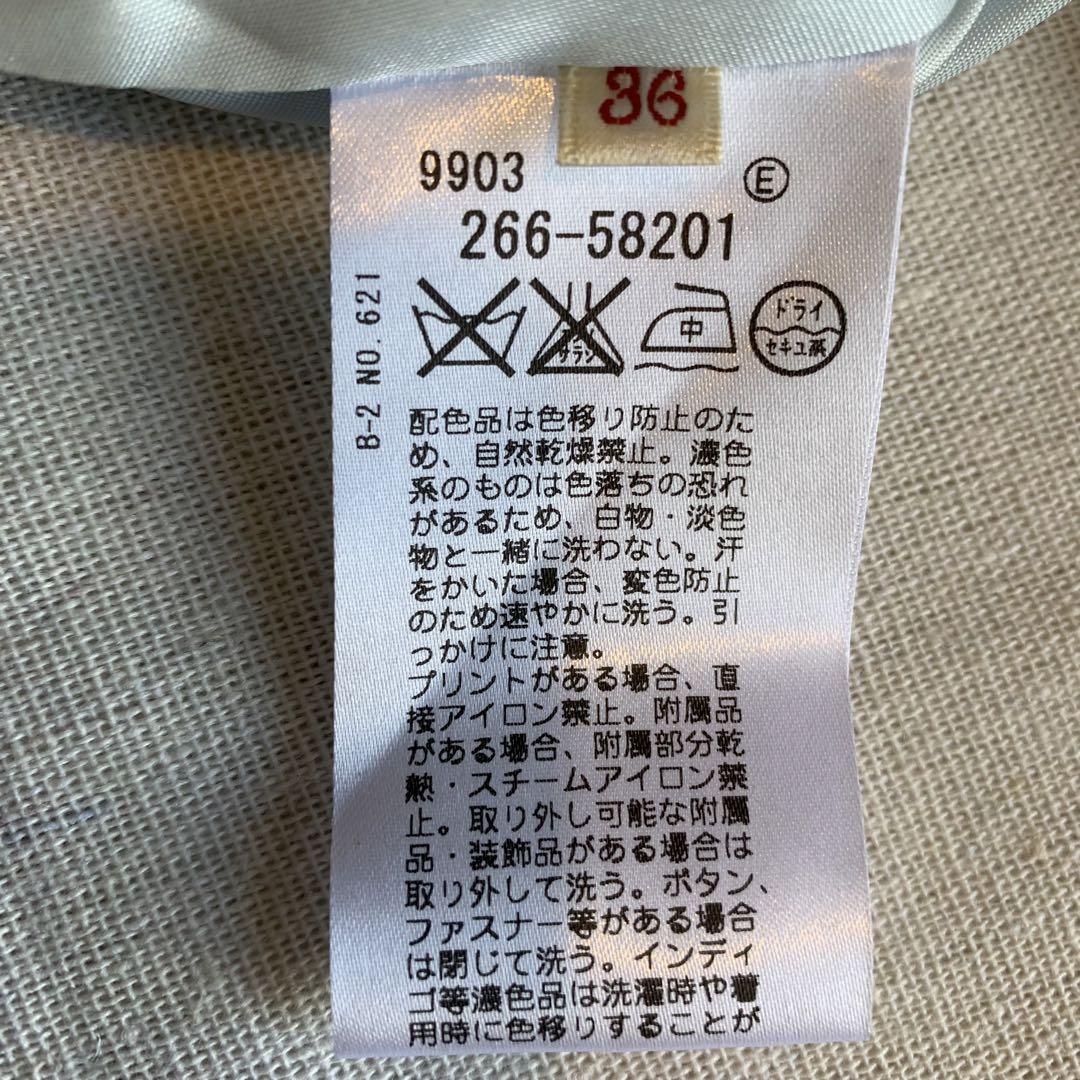 36
9903
E
266-58201
B-2 NO.621
サラシ
中
ドライ
セキユ系
配色品は色移り防止のた
め、自然乾燥禁止。濃色
系のものは色落ちの恐れ
があるため、白物・淡色
物と一緒に洗わない。汗
をかいた場合、変色防止
のため速やかに洗う。引
っかけに注意。
プリントがある場合、直
接アイロン禁止。附属品
がある場合、附属部分乾
熱・スチームアイロン禁
止。取り外し可能な附属
品・装飾品がある場合は
取り外して洗う。ボタン、
ファスナー等がある場合
は閉じて洗う。インディ
ゴ等濃色品は洗濯時や着
用時に色移りすることが